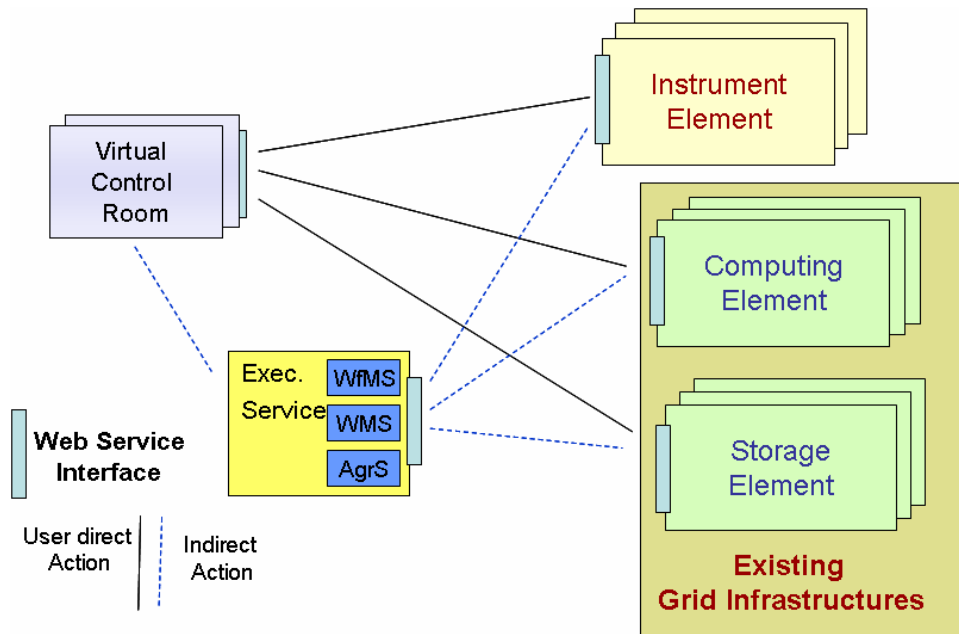 Instrument
Element
Virtual
Control
Room
Computing
Element
Exec.
Service
WfMS
WMS
AgrS
Web Service
Interface
Storage
Element
User direct
Action
Indirect
Action
Existing
Grid Infrastructures